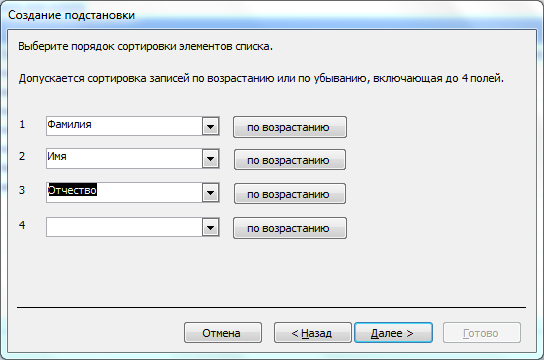 Создание подстановки
Выберите порядок сортировки элементов списка.
Допускается сортировка записей по возрастанию или по убыванию, включающая до 4 полей.
1 Фамилия по возрастанию
2 Имя по возрастанию
3 Отчество по возрастанию
4 по возрастанию
Отмена < Назад Далее > Готово